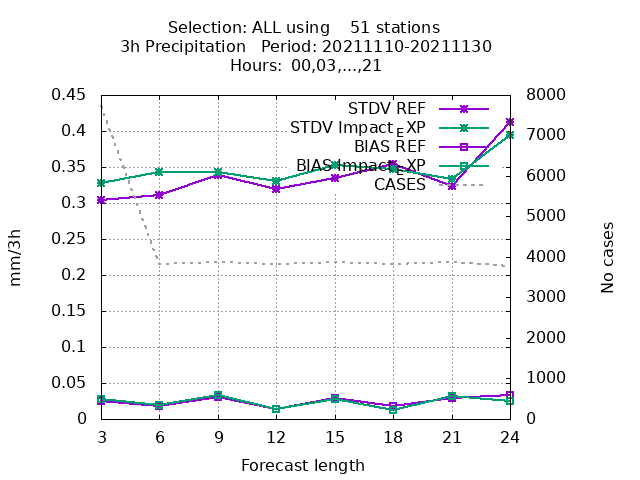 Selection: ALL using    51 stations
3h Precipitation   Period: 20211110-20211130
Hours:  00,03,...,21
0.45
0.4
0.35
0.3
0.25
0.2
0.15
0.1
0.05
0
mm/3h
STDV REF
STDV Impact_EXP
BIAS REF
BIAS Impact_EXP
CASES
8000
7000
6000
5000
4000
3000
2000
1000
0
No cases
3 6 9 12 15 18 21 24
Forecast length